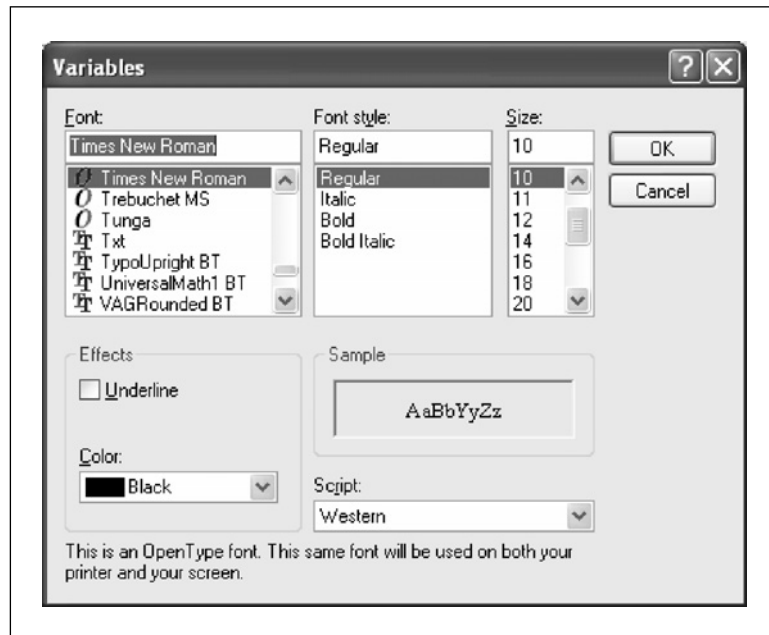 Variables
Font:
Times New Roman
Times New Roman
Trebuchet MS
Tunga
Txt
TypoUpright BT
UniversalMath1 BT
VAGRounded BT
Font style:
Regular
Regular
Italic
Bold
Bold Italic
Size:
10
10
11
12
14
16
18
20
OK
Cancel
Effects
Underline
Color:
Black
Sample
AaBbYyZz
Script:
Western
This is an OpenType font. This same font will be used on both your
printer and your screen.